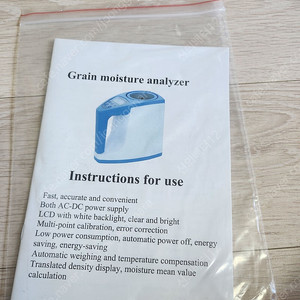 Grain moisture analyzer
Instructions for use
Fast, accurate and convenient
Both AC-DC power supply
LCD with white backlight, clear and bright
Multi-point calibration, error correction
Low power consumption, automatic power off, energy
saving, energy-saving
Automatic weighing and temperature compensation
Translated density display, moisture mean value
calculation